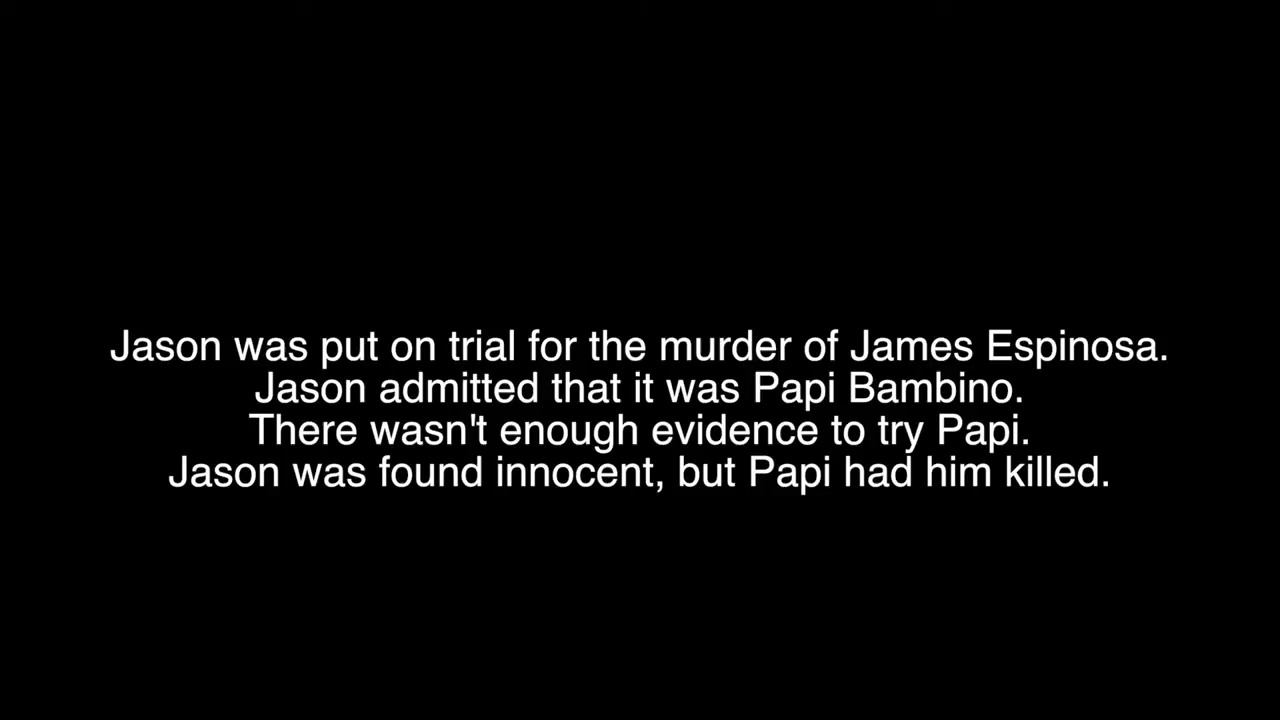 Jason was put on trial for the murder of James Espinosa.
Jason admitted that it was Papi Bambino.
There wasn't enough evidence to try Papi.
Jason was found innocent, but Papi had him killed.